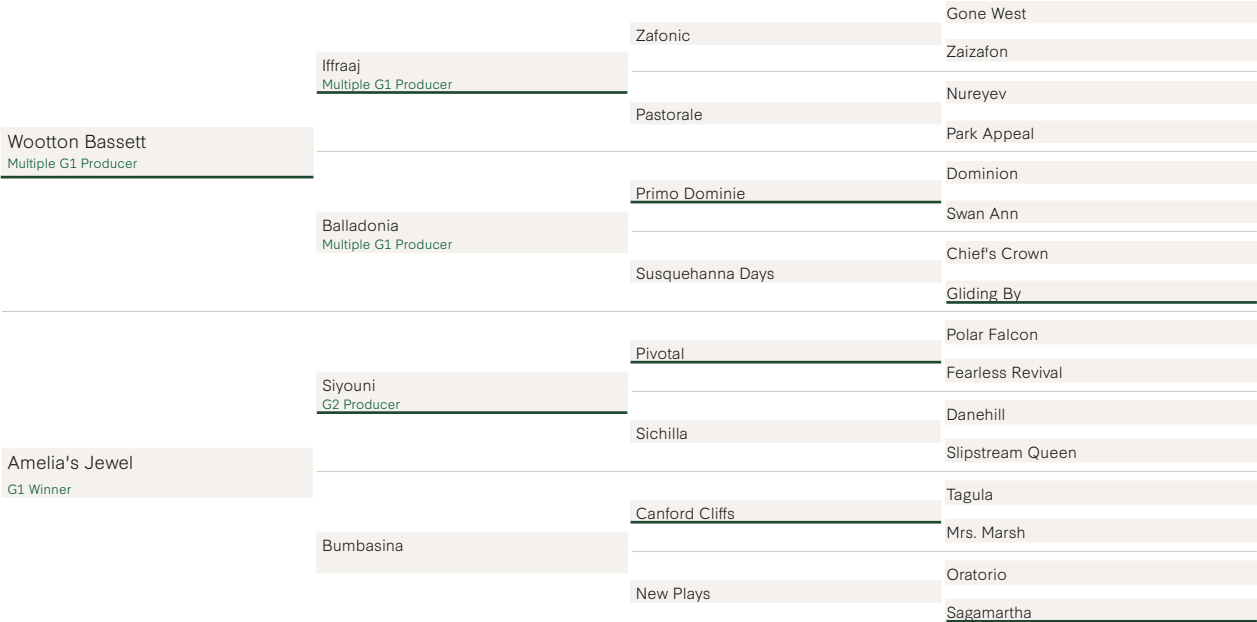 Gone West
Zafonic
Zaizafon
Iffraaj
Multiple G1 Producer
Nureyev
Pastorale
Park Appeal
Wootton Bassett
Multiple G1 Producer
Dominion
Primo Dominie
Swan Ann
Balladonia
Multiple G1 Producer
Chief's Crown
Susquehanna Days
Gliding By
Polar Falcon
Pivotal
Fearless Revival
Siyouni
G2 Producer
Danehill
Sichilla
Slipstream Queen
Amelia's Jewel
G1 Winner
Tagula
Canford Cliffs
Mrs. Marsh
Bumbasina
Oratorio
New Plays
Sagamartha